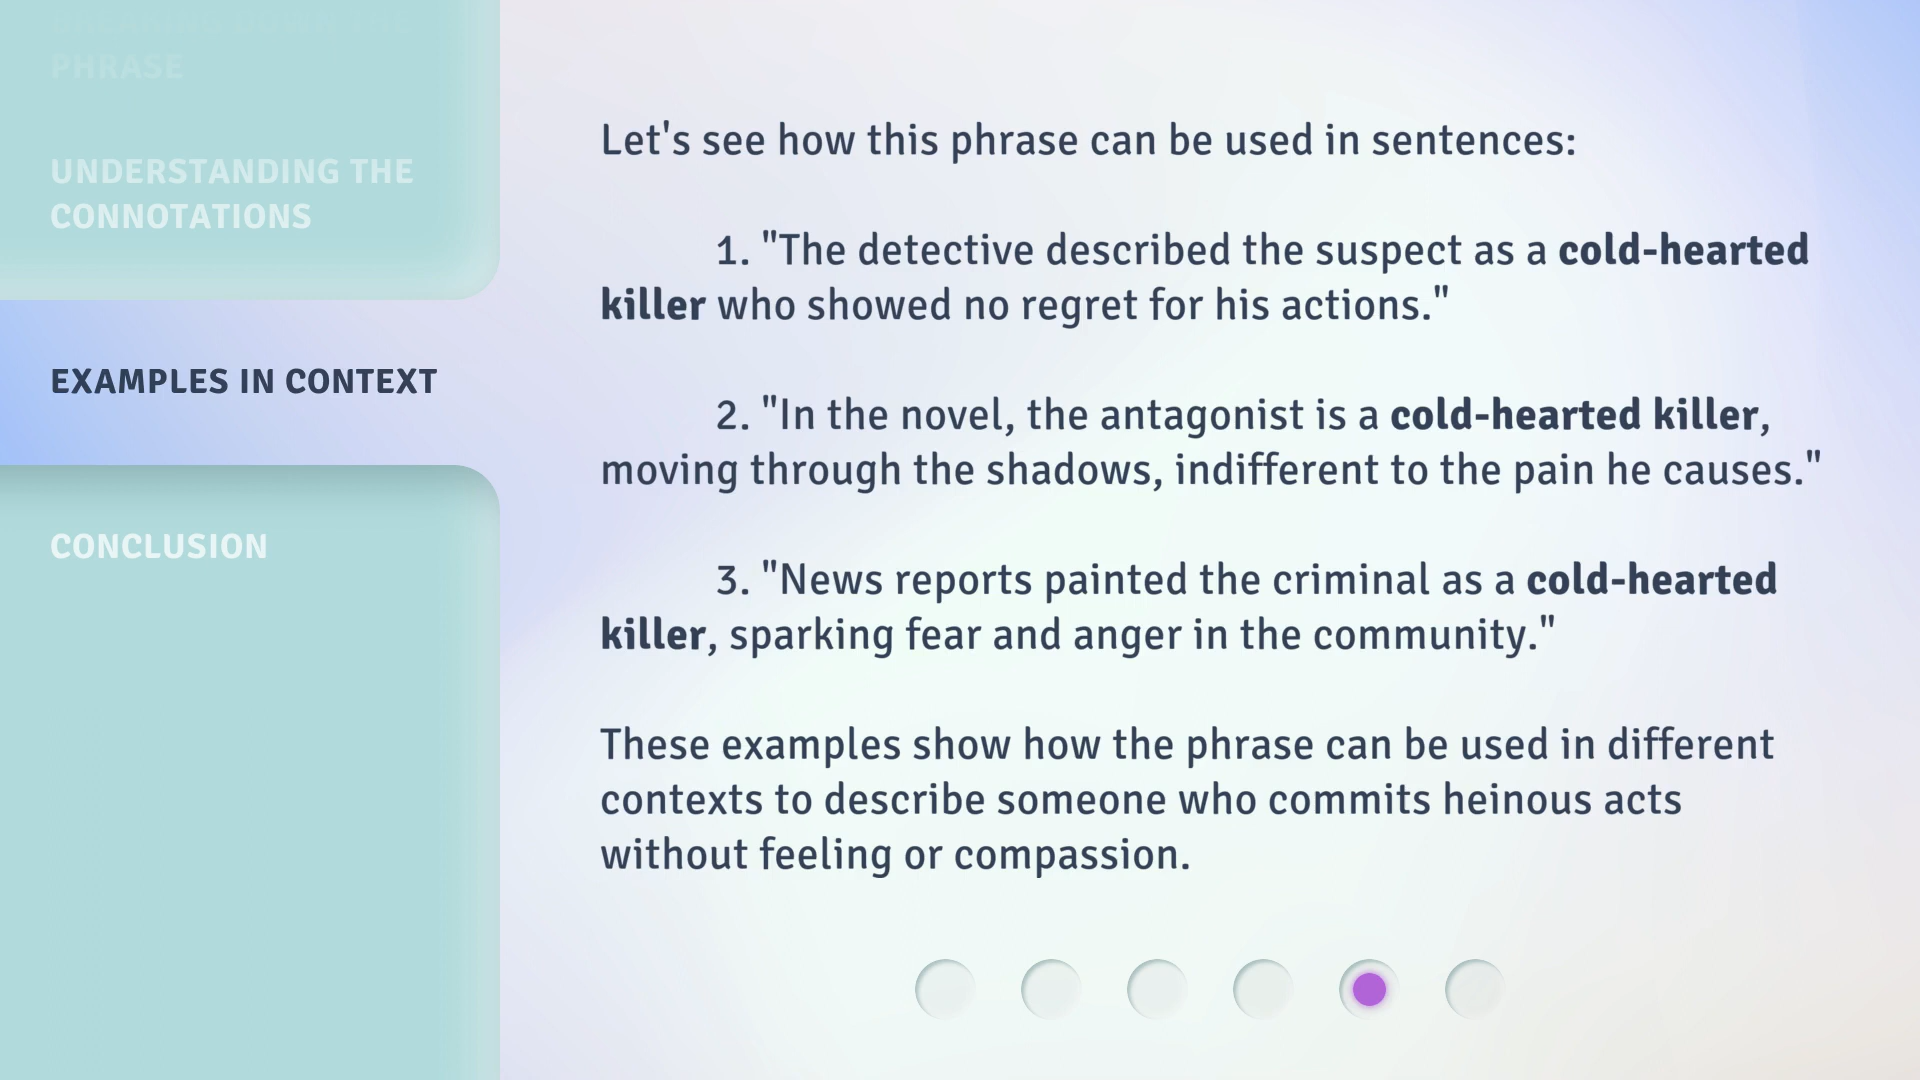 BREAKING DOWN THE
PHRASE
UNDERSTANDING THE
CONNOTATIONS
EXAMPLES IN CONTEXT
CONCLUSION
Let's see how this phrase can be used in sentences:
1. "The detective described the suspect as a cold-hearted
killer who showed no regret for his actions."
2. "In the novel, the antagonist is a cold-hearted killer,
moving through the shadows, indifferent to the pain he causes."
3. "News reports painted the criminal as a cold-hearted
killer, sparking fear and anger in the community."
These examples show how the phrase can be used in different
contexts to describe someone who commits heinous acts
without feeling or compassion.